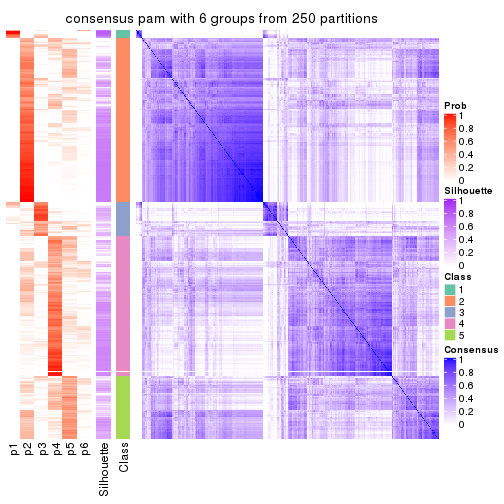 consensus pam with 6 groups from 250 partitions
Prob
1
0.8
0.6
0.4
0.2
0
Silhouette
1
0.8
0.6
0.4
0.2
0
Class
1
2
3
4
5
Consensus
1
0.8
0.6
0.4
0.2
0
p1
p2
p3
p4
p5
p6
Silhouette
Class